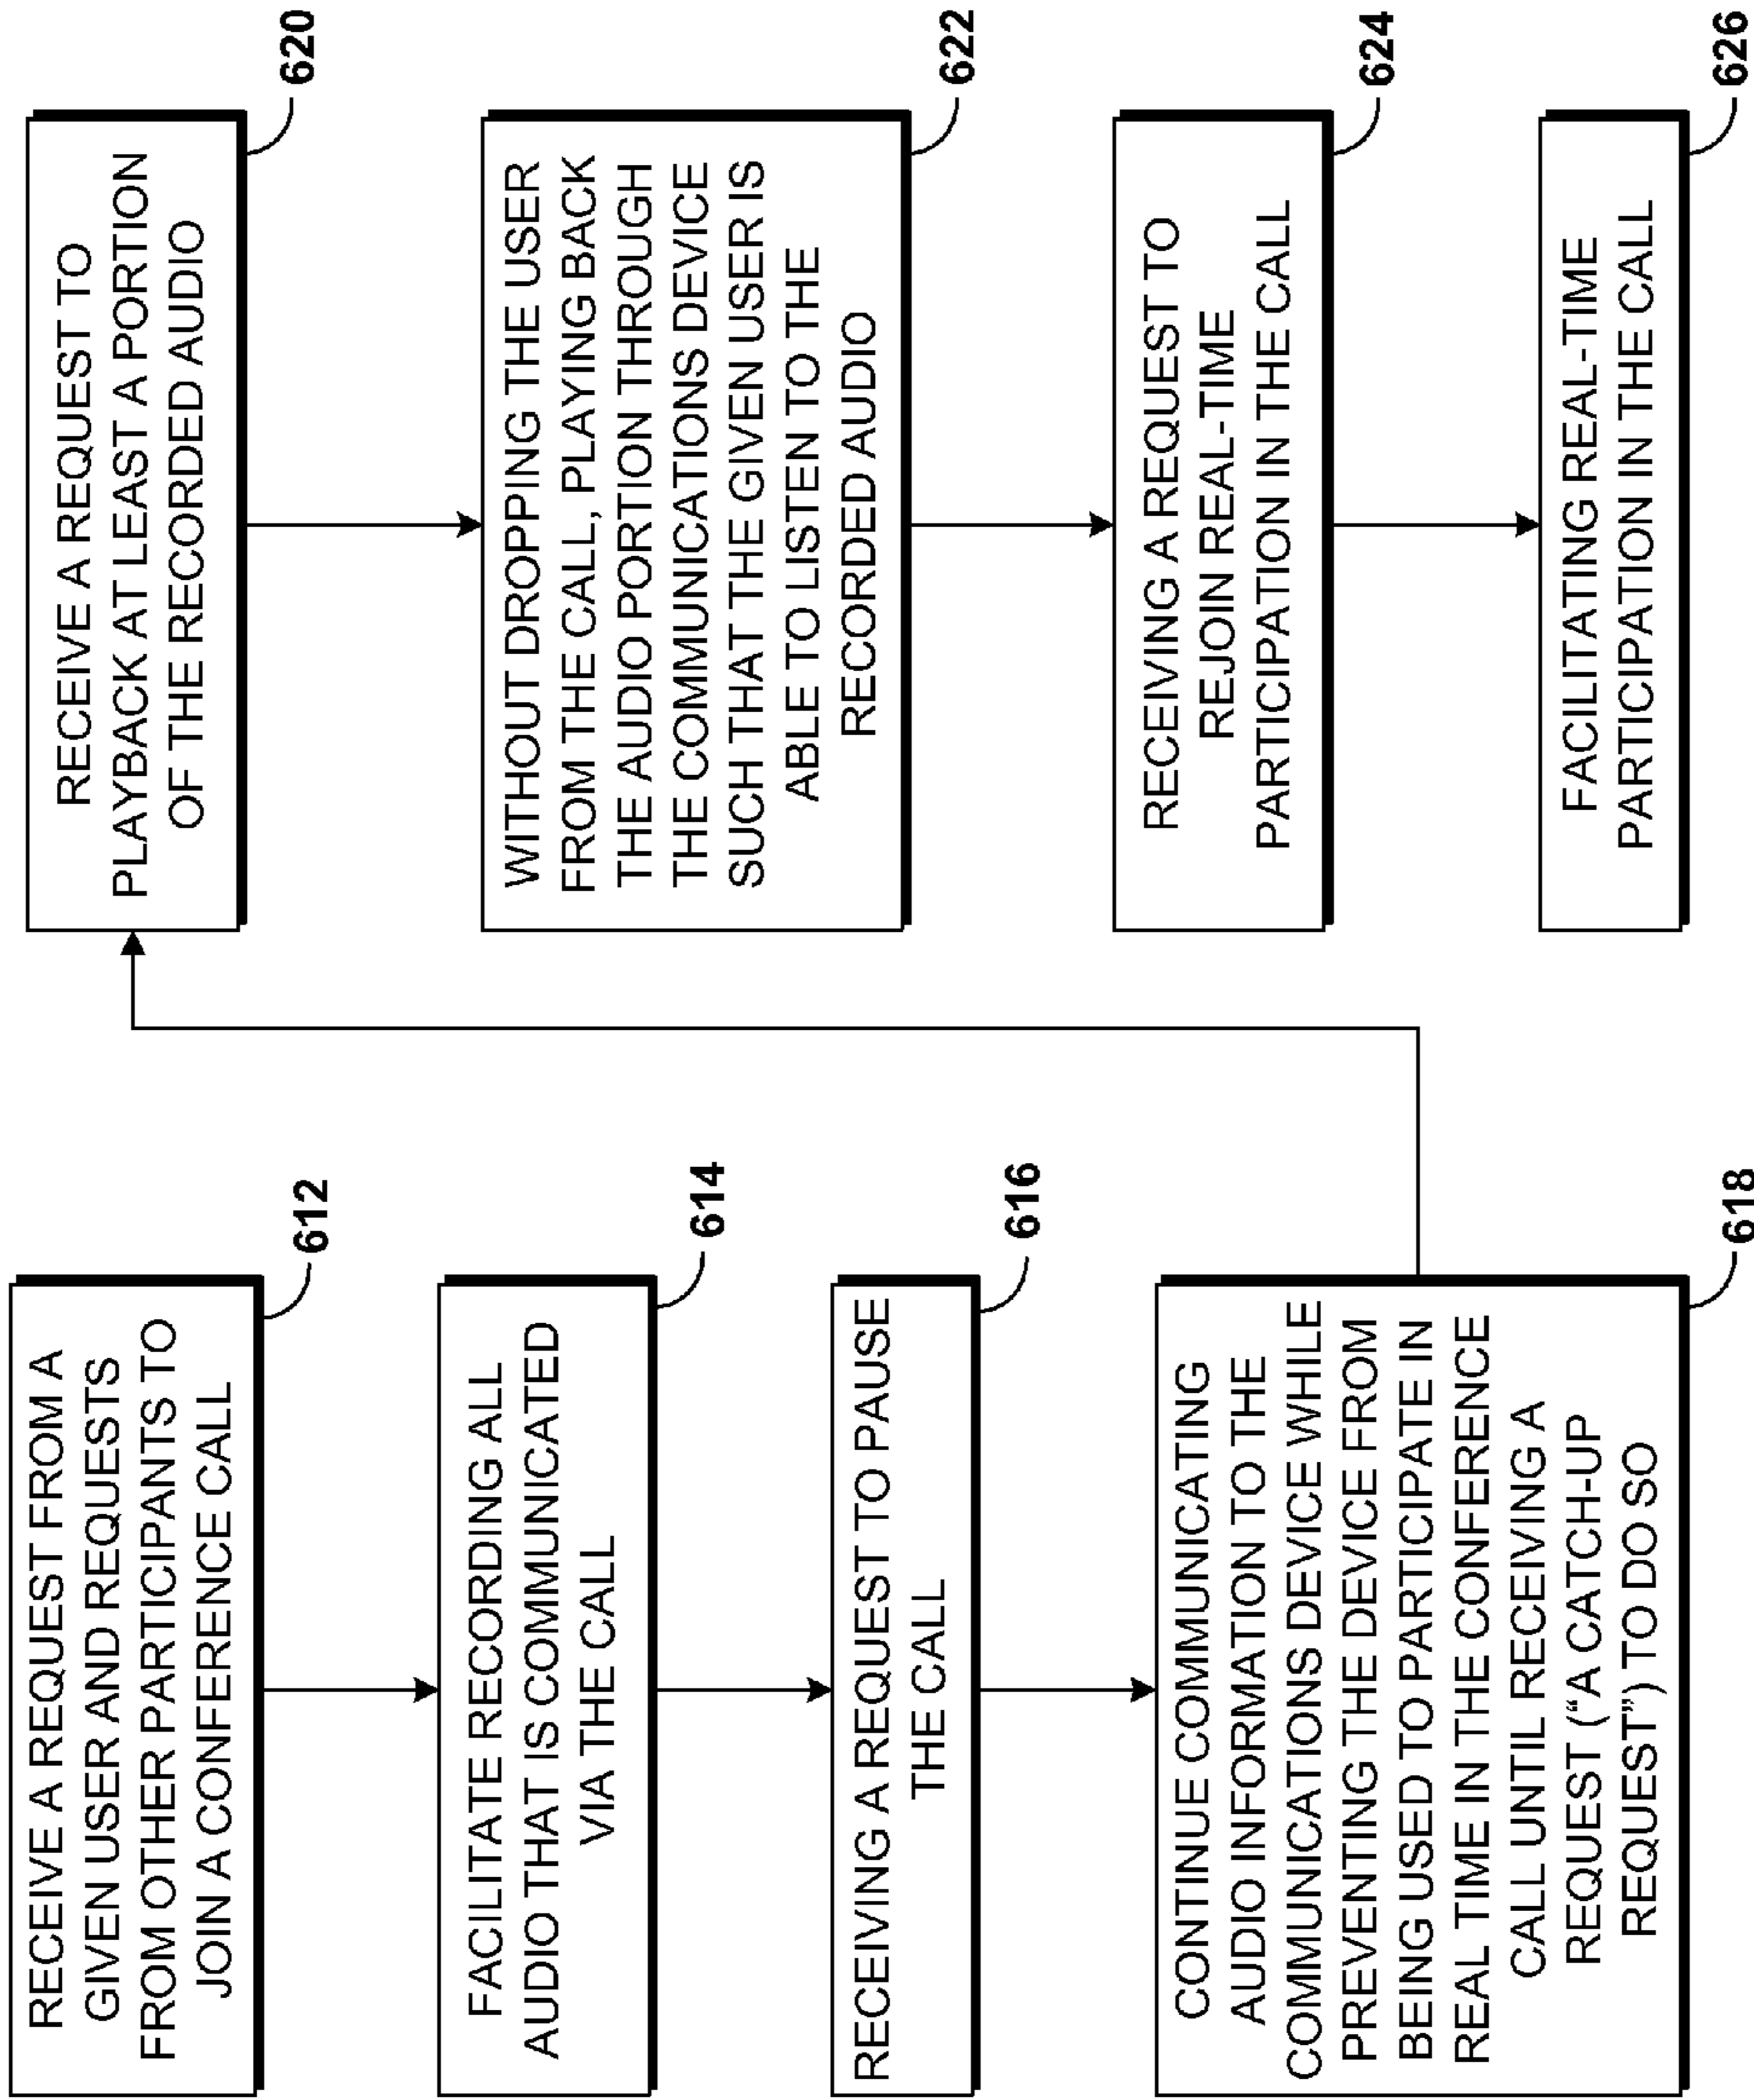 RECEIVE A REQUEST FROM A
GIVEN USER AND REQUESTS
FROM OTHER PARTICIPANTS TO
JOIN A CONFERENCE CALL
612
FACILITATE RECORDING ALL
AUDIO THAT IS COMMUNICATED
VIA THE CALL
614
RECEIVING A REQUEST TO PAUSE
THE CALL
616
CONTINUE COMMUNICATING
AUDIO INFORMATION TO THE
COMMUNICATIONS DEVICE WHILE
PREVENTING THE DEVICE FROM
BEING USED TO PARTICIPATE IN
REAL TIME IN THE CONFERENCE
CALL UNTIL RECEIVING A
REQUEST (“A CATCH-UP
REQUEST”) TO DO SO
618
RECEIVE A REQUEST TO
PLAYBACK AT LEAST A PORTION
OF THE RECORDED AUDIO
620
WITHOUT DROPPING THE USER
FROM THE CALL, PLAYING BACK
THE AUDIO PORTION THROUGH
THE COMMUNICATIONS DEVICE
SUCH THAT THE GIVEN USER IS
ABLE TO LISTEN TO THE
RECORDED AUDIO
622
RECEIVING A REQUEST TO
REJOIN REAL-TIME
PARTICIPATION IN THE CALL
624
FACILITATING REAL-TIME
PARTICIPATION IN THE CALL
626